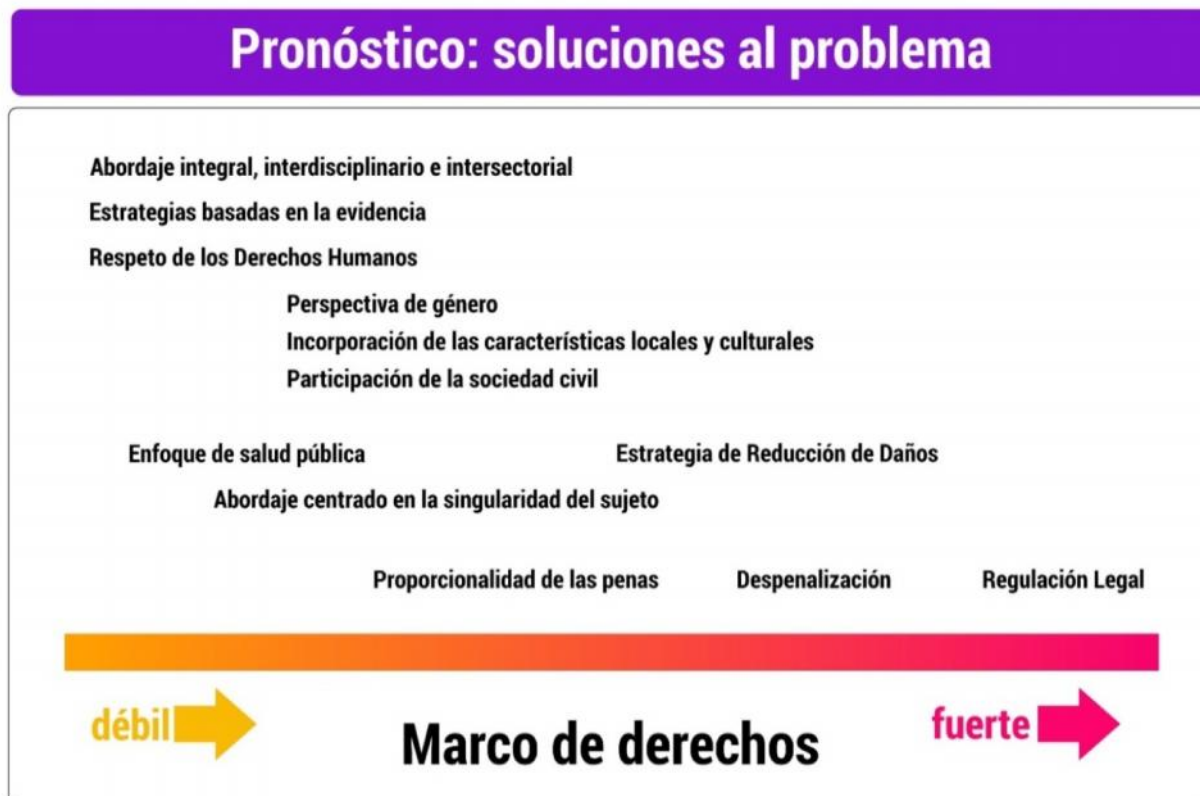 Pronóstico: soluciones al problema
Abordaje integral, interdisciplinario e intersectorial
Estrategias basadas en la evidencia
Respeto de los Derechos Humanos
Perspectiva de género
Incorporación de las características locales y culturales
Participación de la sociedad civil
Enfoque de salud pública
Estrategia de Reducción de Daños
Abordaje centrado en la singularidad del sujeto
Proporcionalidad de las penas
Despenalización
Regulación Legal
débil
Marco de derechos
fuerte